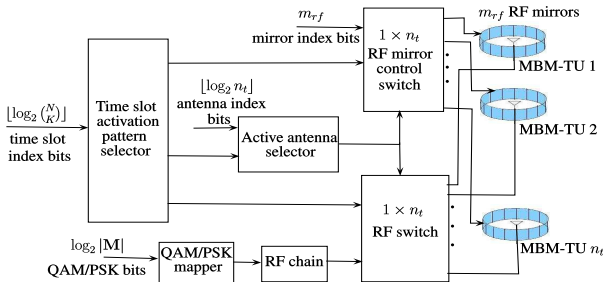 ⌊log₂ (N K)⌋
time slot
index bits
Time slot
activation
pattern
selector
m_rf
mirror index bits
⌊log₂ n_t⌋
antenna index
bits
Active antenna
selector
1 × n_t
RF mirror
control
switch
1 × n_t
RF switch
log₂ |M|
QAM/PSK bits
QAM/PSK
mapper
RF chain
m_rf RF mirrors
MBM-TU 1
MBM-TU 2
MBM-TU n_t